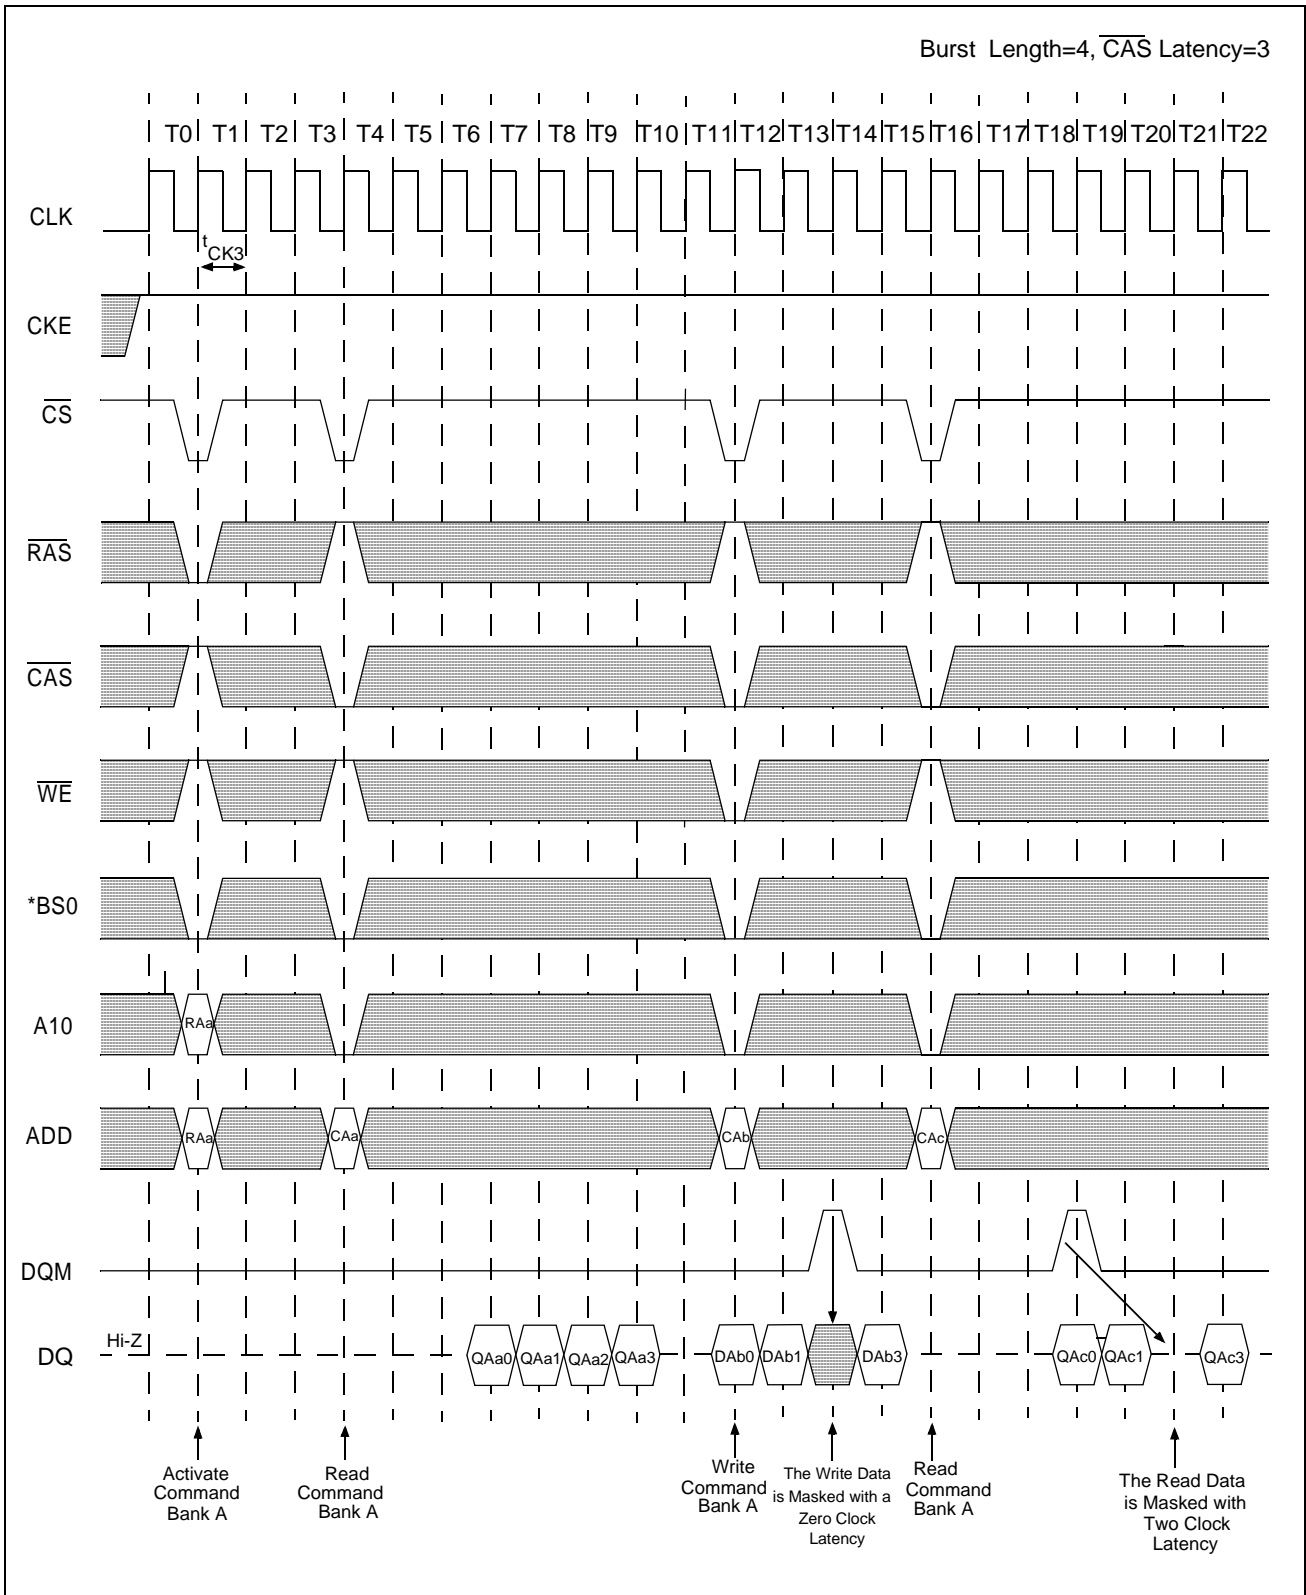 Burst Length=4, CAS Latency=3
T0 T1 T2 T3 T4 T5 T6 T7 T8 T9 T10 T11 T12 T13 T14 T15 T16 T17 T18 T19 T20 T21 T22
CLK
tCK3
CKE
CS
RAS
CAS
WE
*BS0
A10
RAa
ADD
RAa CAa CAb CAc
DQM
Hi-Z
DQ
QAa0 QAa1 QAa2 QAa3 DAb0 DAb1 DAb3 QAc0 QAc1 QAc3
Activate
Command
Bank A
Read
Command
Bank A
Write
Command
Bank A
The Write Data
is Masked with a
Zero Clock
Latency
Read
Command
Bank A
The Read Data
is Masked with
Two Clock
Latency